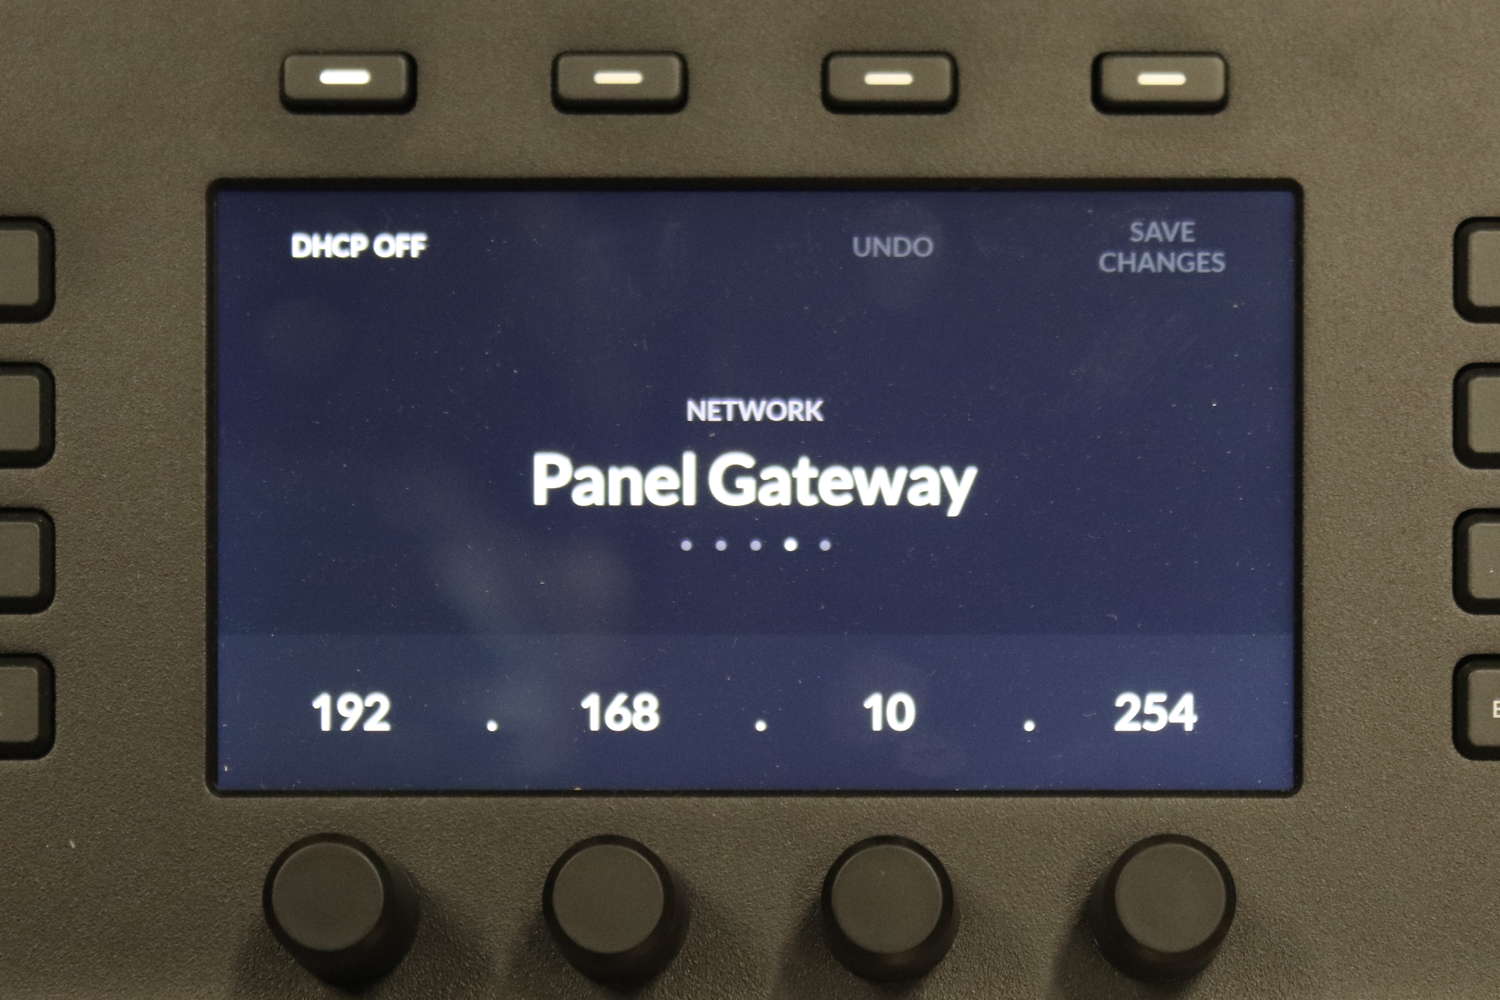 DHCP OFF
UNDO
SAVE
CHANGES
NETWORK
Panel Gateway
192 . 168 . 10 . 254